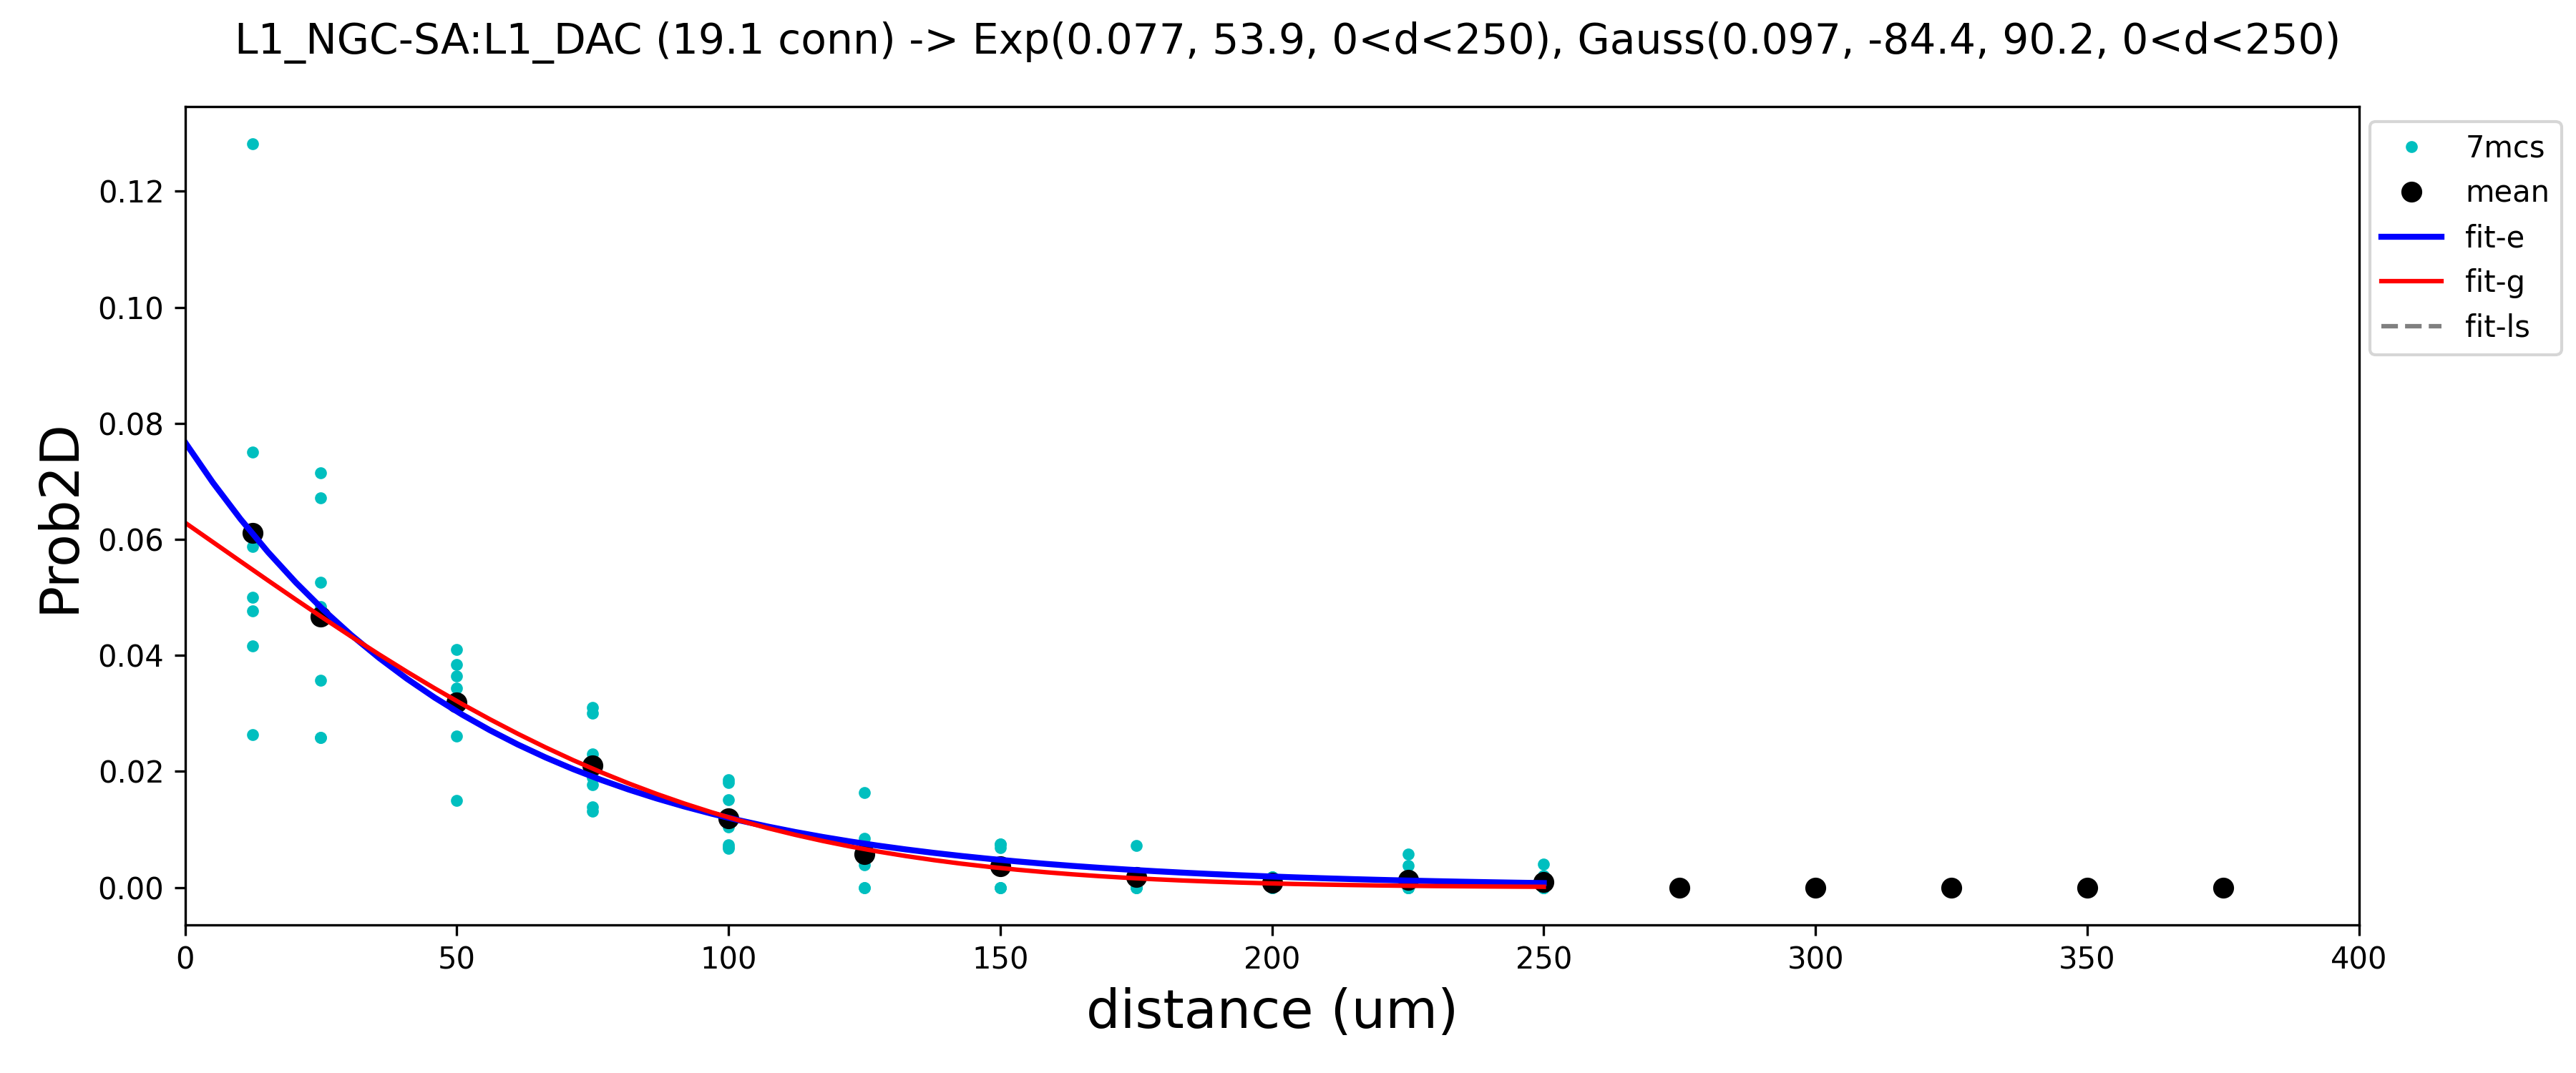 L1_NGC-SA:L1_DAC (19.1 conn) -> Exp(0.077, 53.9, 0<d<250), Gauss(0.097, -84.4, 90.2, 0<d<250)
7mcs
mean
fit-e
fit-g
fit-ls
Prob2D
0.12
0.10
0.08
0.06
0.04
0.02
0.00
0 50 100 150 200 250 300 350 400
distance (um)